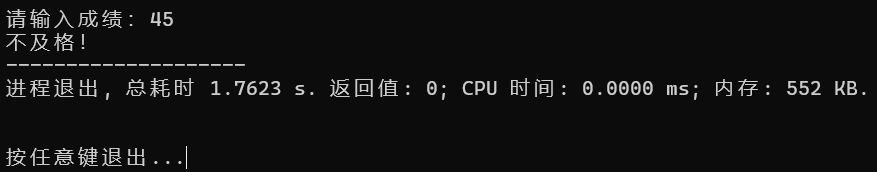 请输入成绩: 45
不及格!
--------------------
进程退出, 总耗时 1.7623 s. 返回值: 0; CPU 时间: 0.0000 ms; 内存: 552 KB.
按任意键退出...